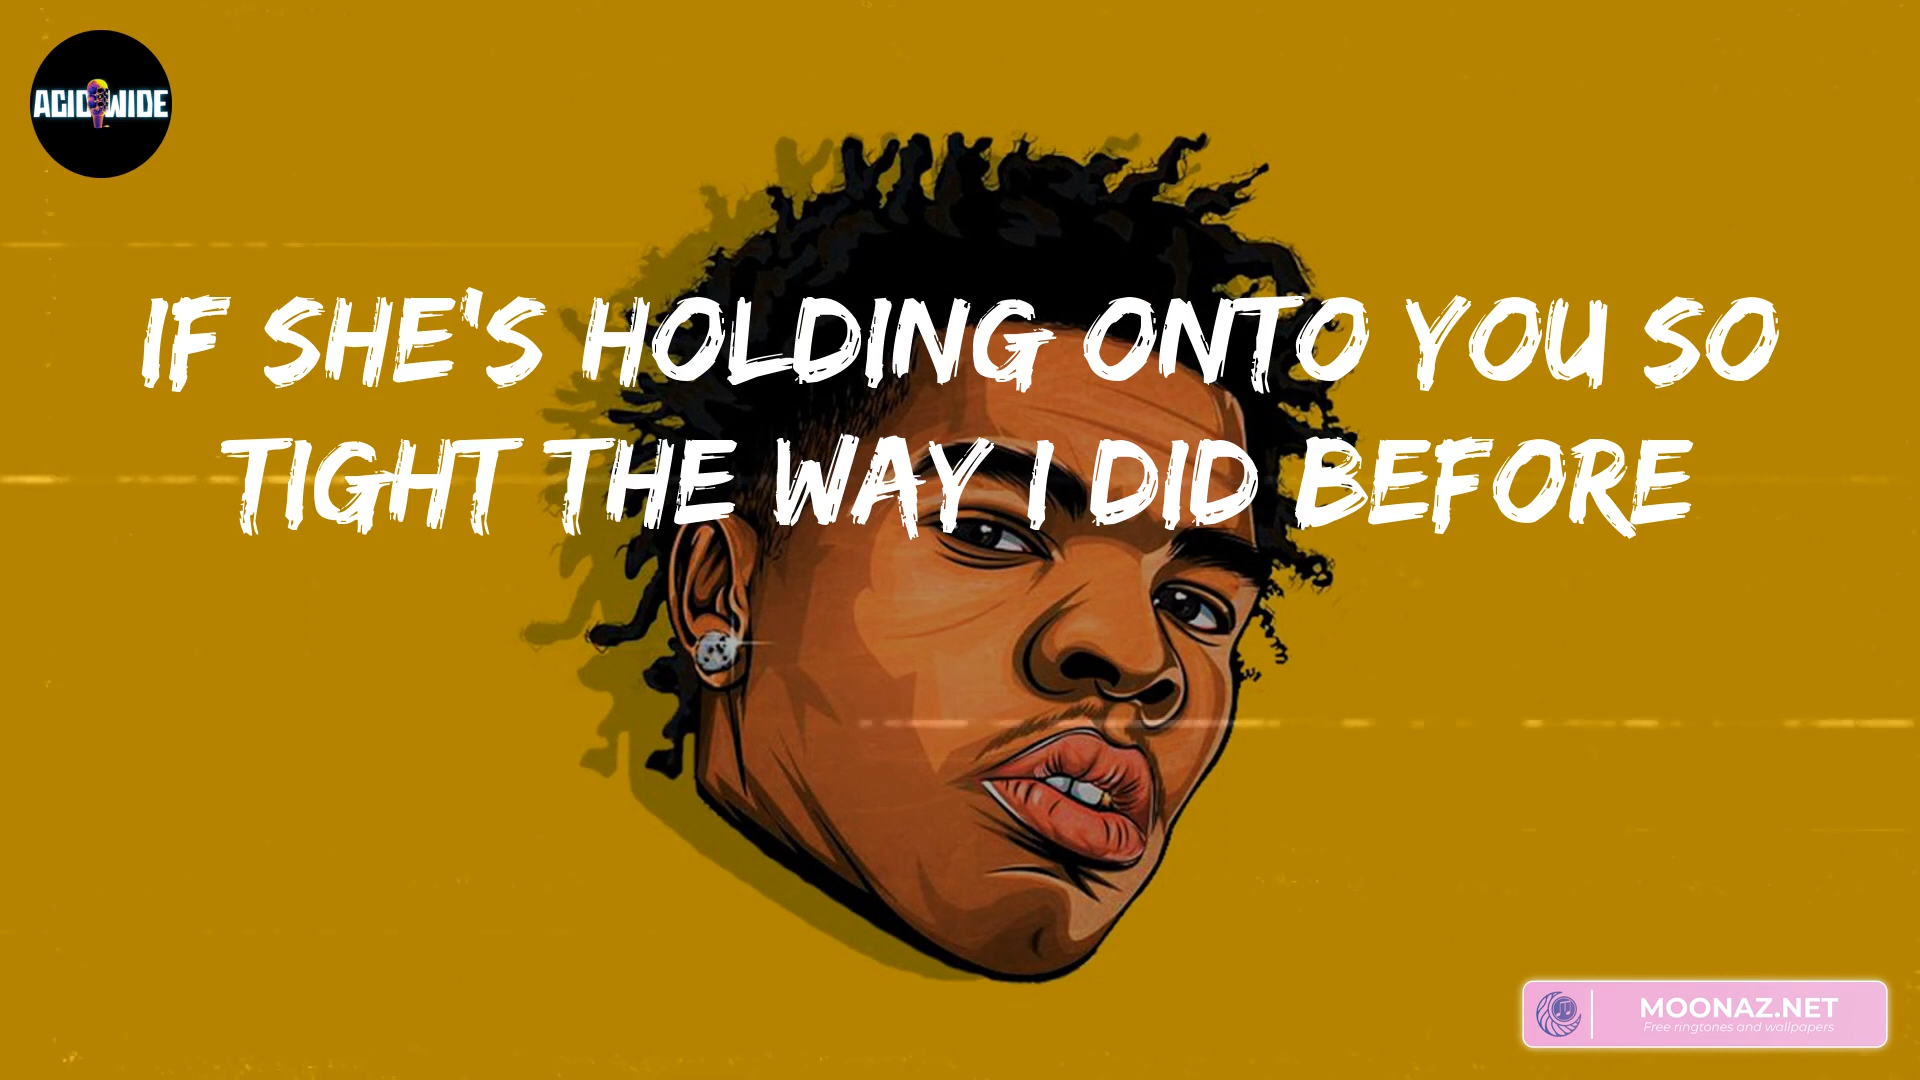 ACID WIDE
IF SHE'S HOLDING ONTO YOU SO
TIGHT THE WAY I DID BEFORE
MOONAZ.NET
Free ringtones and wallpapers